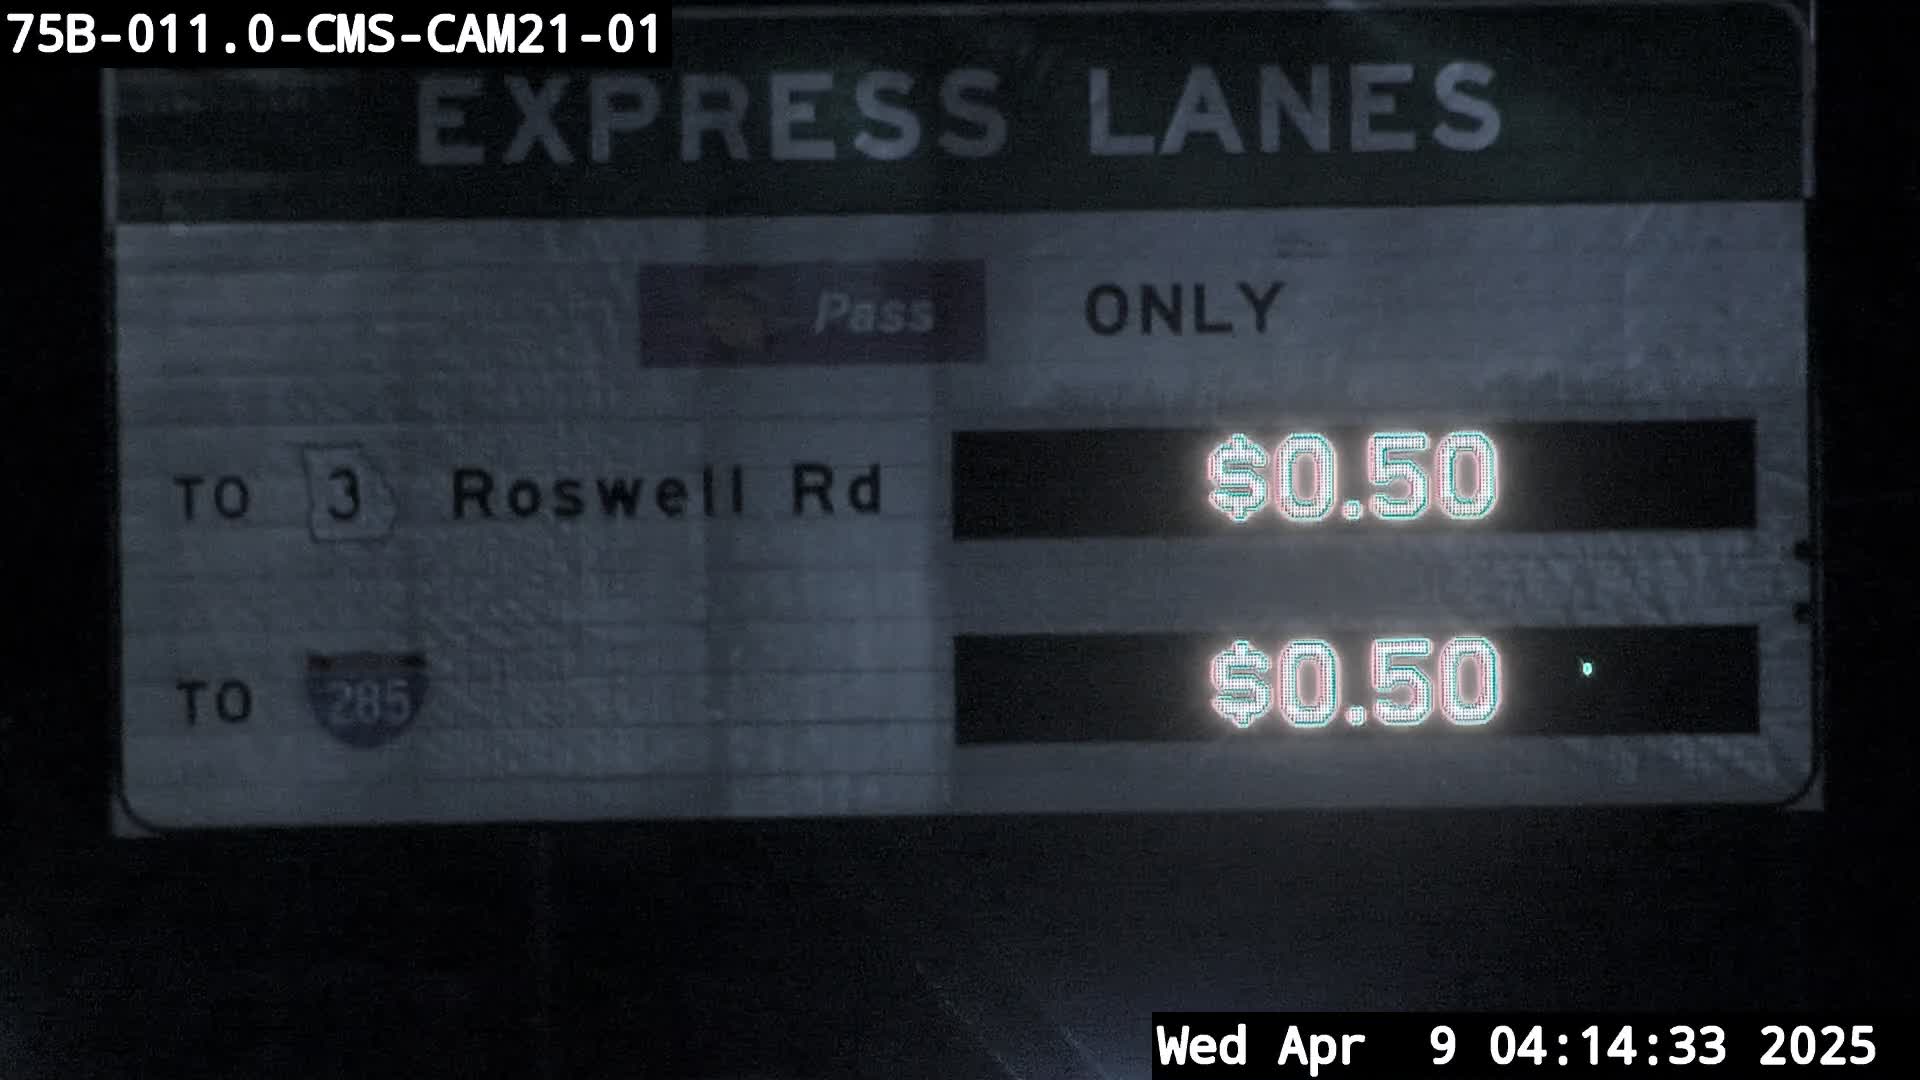 75B-011.0-CMS-CAM21-01
EXPRESS LANES
Pass ONLY
TO 3 Roswell Rd $0.50
TO 285 $0.50
Wed Apr 9 04:14:33 2025